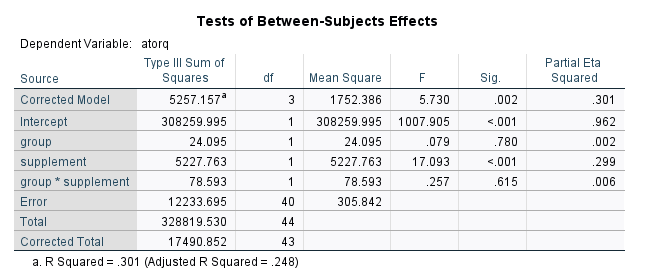 Tests of Between-Subjects Effects
Dependent Variable: atorq
Source Type III Sum of Squares df Mean Square F Sig. Partial Eta Squared
Corrected Model 5257.157a 3 1752.386 5.730 .002 .301
Intercept 308259.995 1 308259.995 1007.905 <.001 .962
group 24.095 1 24.095 .079 .780 .002
supplement 5227.763 1 5227.763 17.093 <.001 .299
group * supplement 78.593 1 78.593 .257 .615 .006
Error 12233.695 40 305.842
Total 328819.530 44
Corrected Total 17490.852 43
a. R Squared = .301 (Adjusted R Squared = .248)